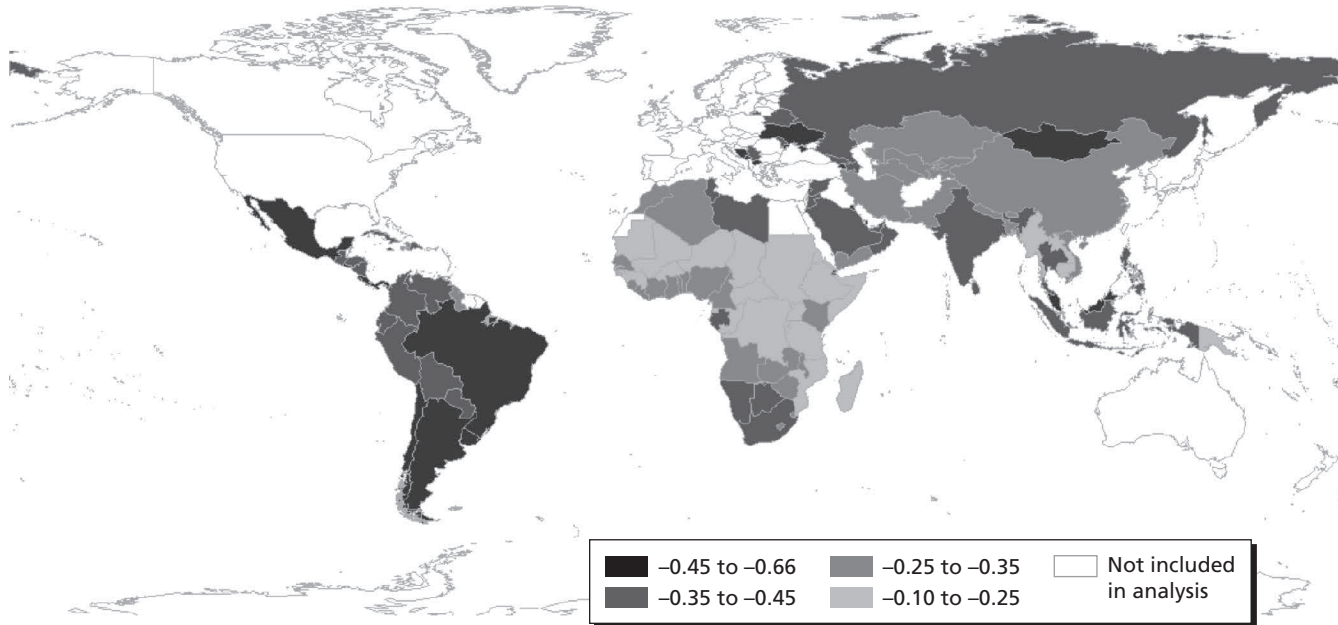 –0.45 to –0.66
–0.35 to –0.45
–0.25 to –0.35
–0.10 to –0.25
Not included
in analysis